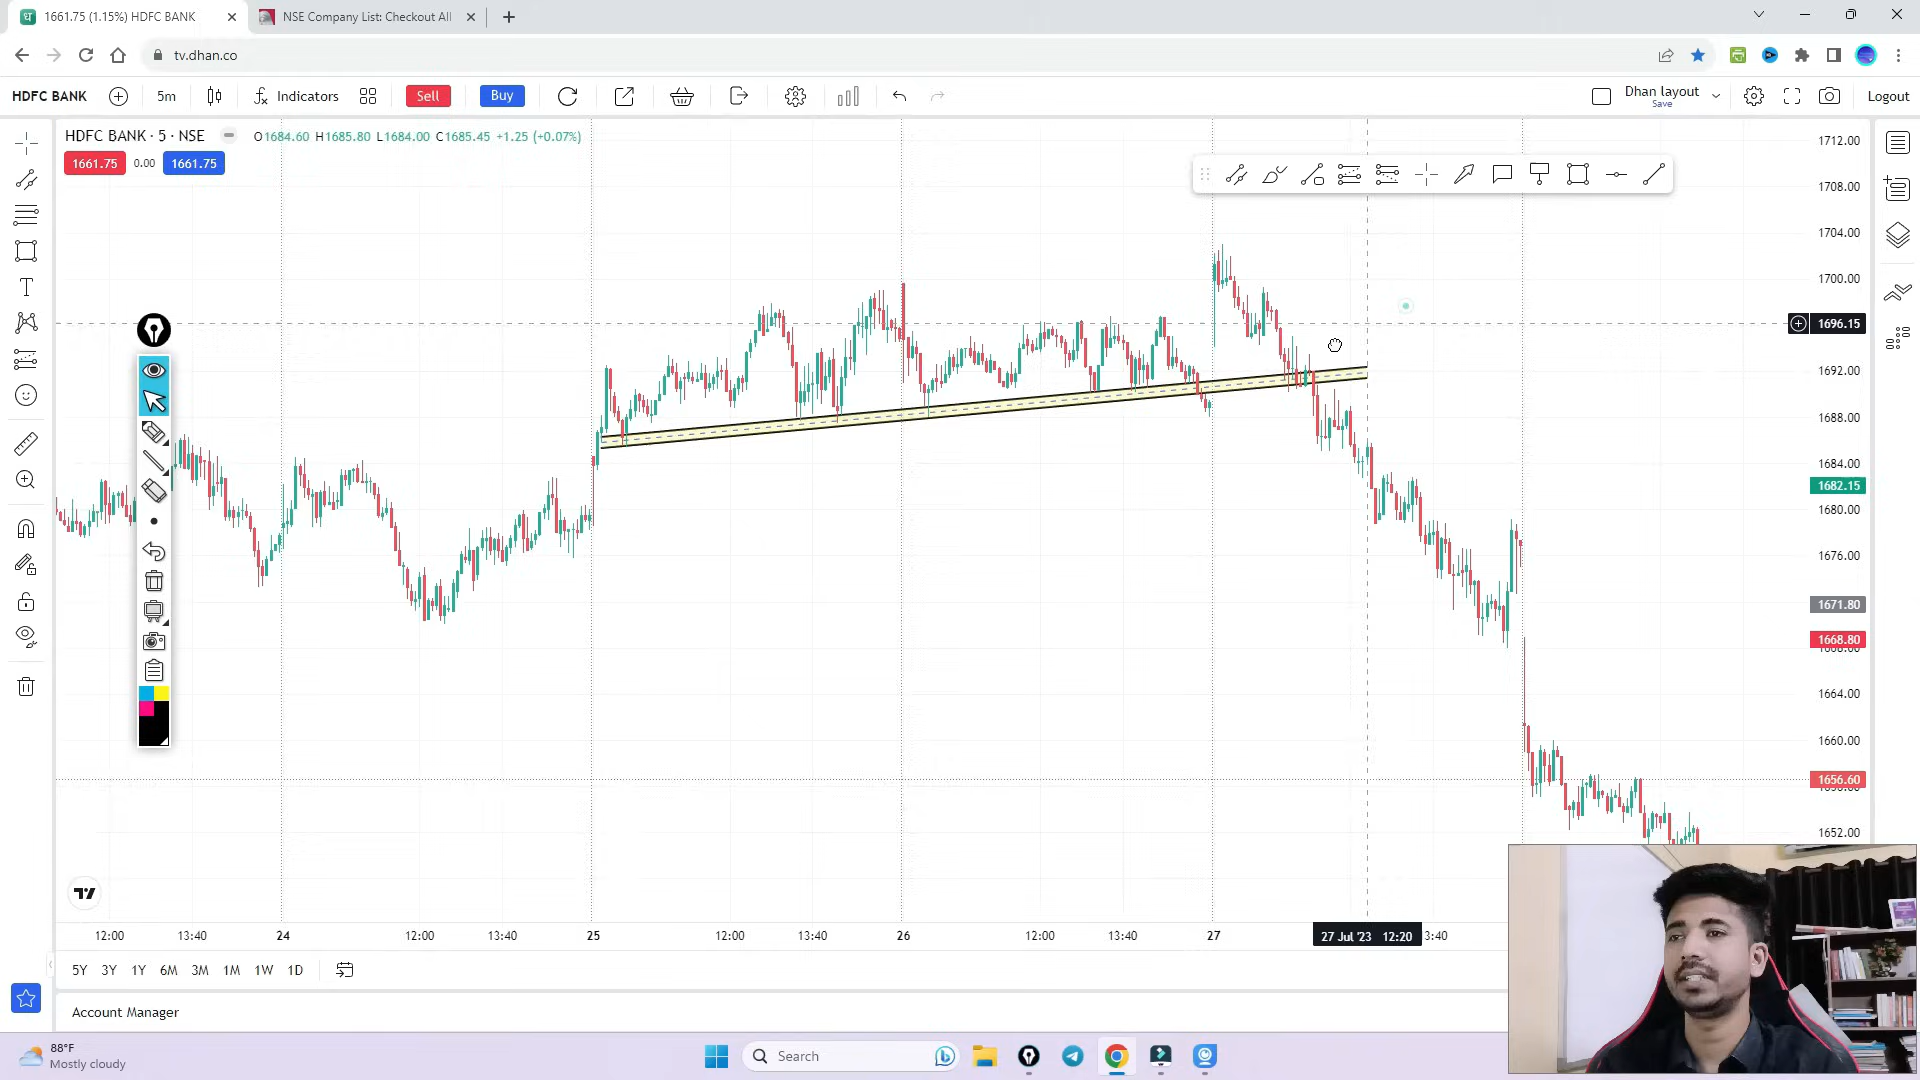 1661.75 (1.15%) HDFC BANK
NSE Company List: Checkout All
tv.dhan.co
HDFC BANK
5m
Indicators
Sell
Buy
Dhan layout
Save
Logout
HDFC BANK · 5 · NSE
O1684.60 H1685.80 L1684.00 C1685.45 +1.25 (+0.07%)
1661.75
0.00
1661.75
1712.00
1708.00
1704.00
1700.00
1696.15
1692.00
1688.00
1684.00
1682.15
1680.00
1676.00
1671.80
1668.80
1664.00
1660.00
1656.60
1652.00
12:00
13:40
24
12:00
13:40
25
12:00
13:40
26
12:00
13:40
27
27 Jul '23 12:20
3:40
5Y 3Y 1Y 6M 3M 1M 1W 1D
Account Manager
88°F
Mostly cloudy
Search